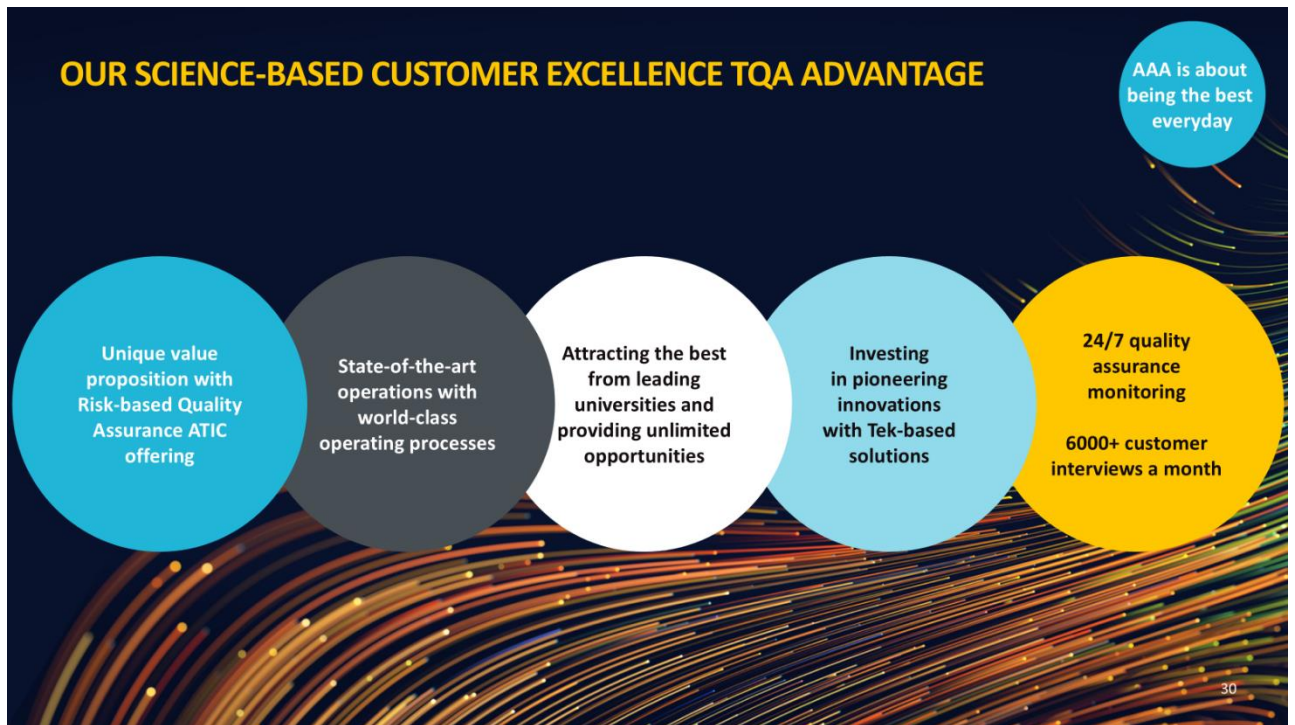 OUR SCIENCE-BASED CUSTOMER EXCELLENCE TQA ADVANTAGE
AAA is about
being the best
everyday
Unique value
proposition with
Risk-based Quality
Assurance ATIC
offering
State-of-the-art
operations with
world-class
operating processes
Attracting the best
from leading
universities and
providing unlimited
opportunities
Investing
in pioneering
innovations
with Tek-based
solutions
24/7 quality
assurance
monitoring
6000+ customer
interviews a month
30